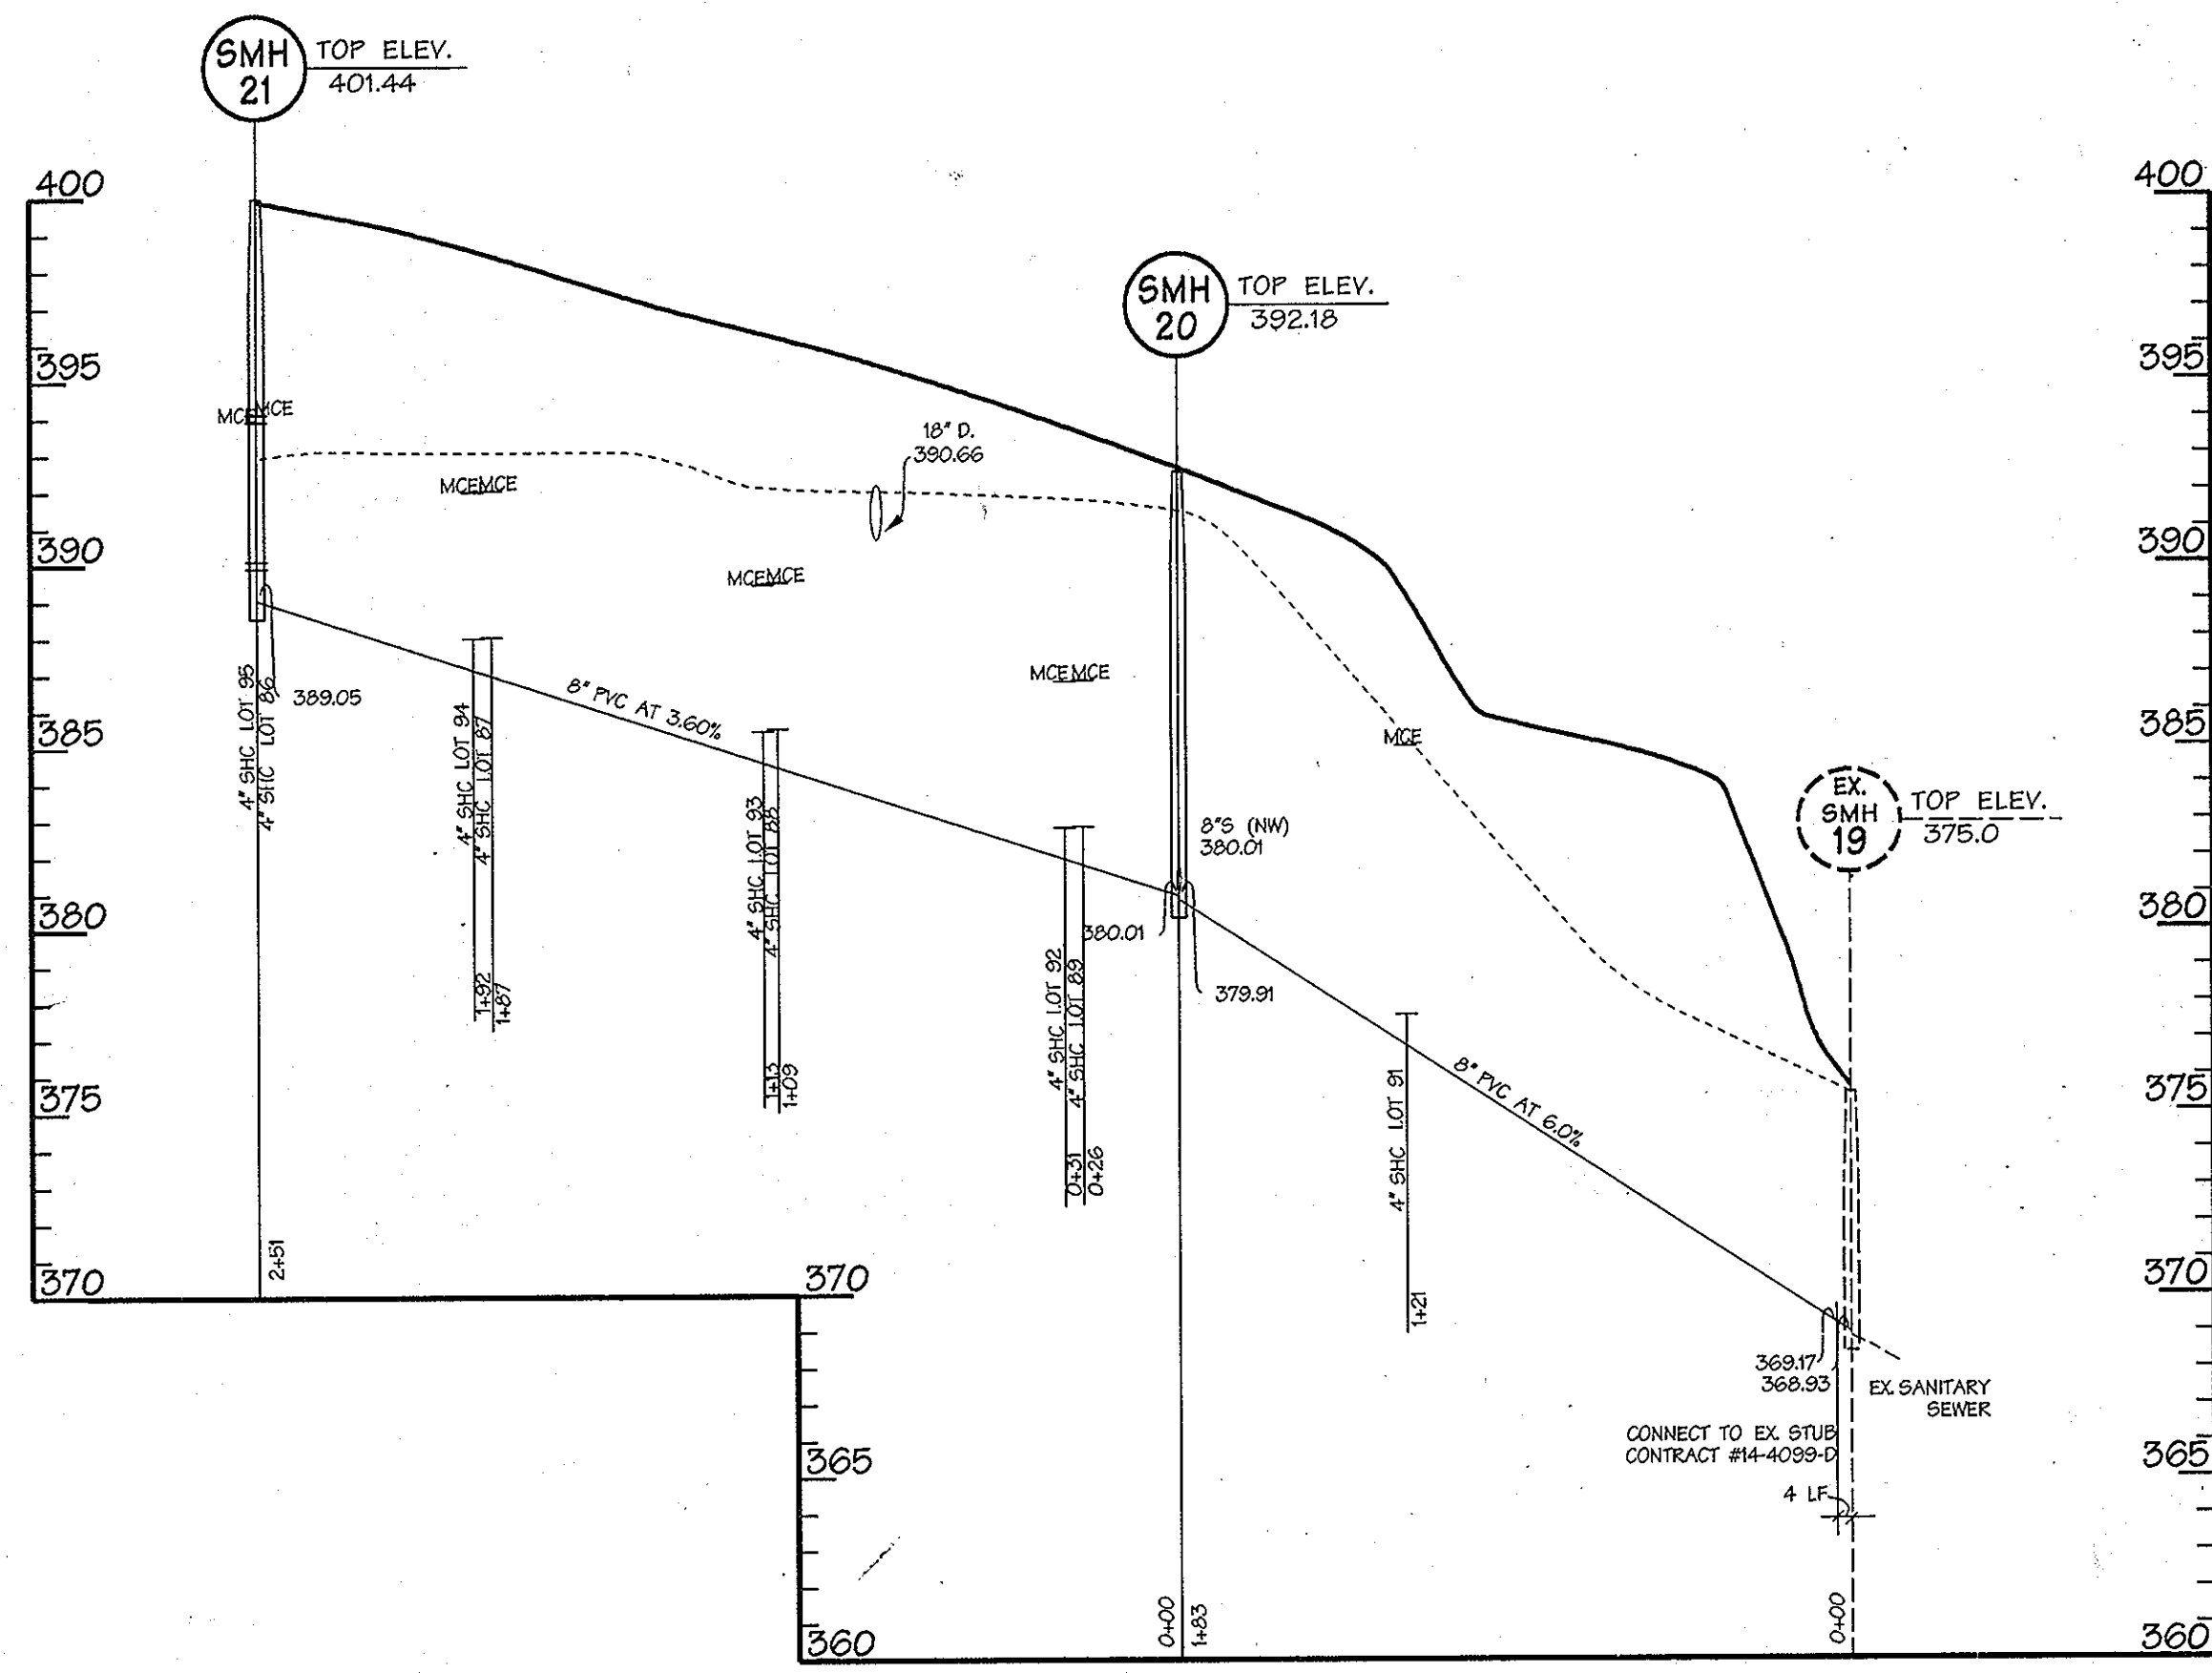 SMH
21
TOP ELEV.
401.44
400
400
SMH
20
TOP ELEV.
392.18
395
395
MCE MCE
18" D.
390.66
MCEMCE
390
390
MCEMCE
MCEMCE
389.05
8" PVC AT 3.60%
4" SHC LOT 95
4" SHC LOT 86
4" SHC LOT 94
4" SHC LOT 87
385
385
MCE
EX.
SMH
19
TOP ELEV.
375.0
4" SHC LOT 93
4" SHC LOT 88
8"S (NW)
380.01
380
380
380.01
379.91
4" SHC LOT 92
4" SHC LOT 89
1+92
1+87
1+13
1+09
8" PVC AT 6.0%
4" SHC LOT 91
375
375
0+31
0+26
2+51
370
370
370
1+21
369.17
368.93
EX. SANITARY
SEWER
CONNECT TO EX. STUB
CONTRACT #14-4099-D
365
365
4 LF
0+00
1+83
0+00
360
360